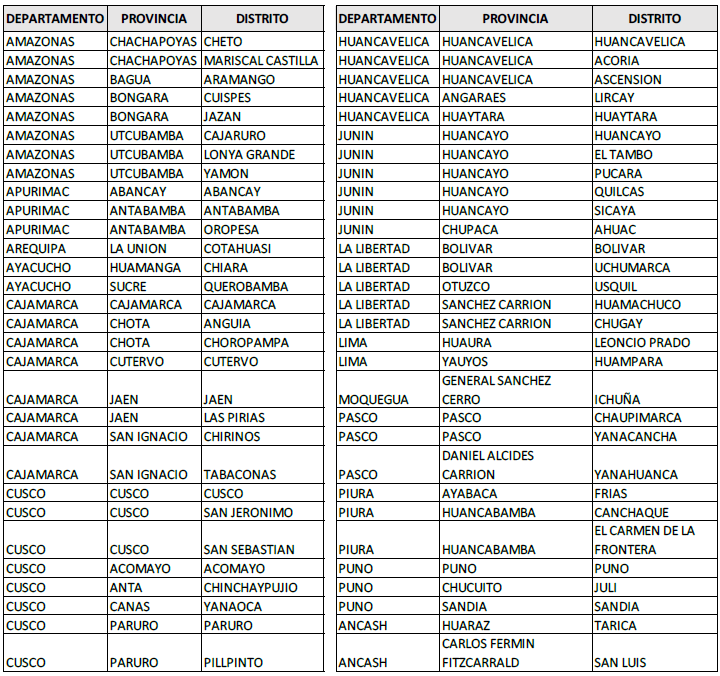 DEPARTAMENTO PROVINCIA DISTRITO
AMAZONAS CHACHAPOYAS CHETO
AMAZONAS CHACHAPOYAS MARISCAL CASTILLA
AMAZONAS BAGUA ARAMANGO
AMAZONAS BONGARA CUISPES
AMAZONAS BONGARA JAZAN
AMAZONAS UTCUBAMBA CAJARURO
AMAZONAS UTCUBAMBA LONYA GRANDE
AMAZONAS UTCUBAMBA YAMON
APURIMAC ABANCAY ABANCAY
APURIMAC ANTABAMBA ANTABAMBA
APURIMAC ANTABAMBA OROPESA
AREQUIPA LA UNION COTAHUASI
AYACUCHO HUAMANGA CHIARA
AYACUCHO SUCRE QUEROBAMBA
CAJAMARCA CAJAMARCA CAJAMARCA
CAJAMARCA CHOTA ANGUIA
CAJAMARCA CHOTA CHOROPAMPA
CAJAMARCA CUTERVO CUTERVO
CAJAMARCA JAEN JAEN
CAJAMARCA JAEN LAS PIRIAS
CAJAMARCA SAN IGNACIO CHIRINOS
CAJAMARCA SAN IGNACIO TABACONAS
CUSCO CUSCO CUSCO
CUSCO CUSCO SAN JERONIMO
CUSCO CUSCO SAN SEBASTIAN
CUSCO ACOMAYO ACOMAYO
CUSCO ANTA CHINCHAYPUJIO
CUSCO CANAS YANAOCA
CUSCO PARURO PARURO
CUSCO PARURO PILLPINTO
DEPARTAMENTO PROVINCIA DISTRITO
HUANCAVELICA HUANCAVELICA HUANCAVELICA
HUANCAVELICA HUANCAVELICA ACORIA
HUANCAVELICA HUANCAVELICA ASCENSION
HUANCAVELICA ANGARAES LIRCAY
HUANCAVELICA HUAYTARA HUAYTARA
JUNIN HUANCAYO HUANCAYO
JUNIN HUANCAYO EL TAMBO
JUNIN HUANCAYO PUCARA
JUNIN HUANCAYO QUILCAS
JUNIN HUANCAYO SICAYA
JUNIN CHUPACA AHUAC
LA LIBERTAD BOLIVAR BOLIVAR
LA LIBERTAD BOLIVAR UCHUMARCA
LA LIBERTAD OTUZCO USQUIL
LA LIBERTAD SANCHEZ CARRION HUAMACHUCO
LA LIBERTAD SANCHEZ CARRION CHUGAY
LIMA HUAURA LEONCIO PRADO
LIMA YAUYOS HUAMPARA
GENERAL SANCHEZ
MOQUEGUA CERRO ICHUÑA
PASCO PASCO CHAUPIMARCA
PASCO PASCO YANACANCHA
DANIEL ALCIDES
PASCO CARRION YANAHUANCA
PIURA AYABACA FRIAS
PIURA HUANCABAMBA CANCHAQUE
EL CARMEN DE LA
PIURA HUANCABAMBA FRONTERA
PUNO PUNO PUNO
PUNO CHUCUITO JULI
PUNO SANDIA SANDIA
ANCASH HUARAZ TARICA
CARLOS FERMIN
ANCASH FITZCARRALD SAN LUIS